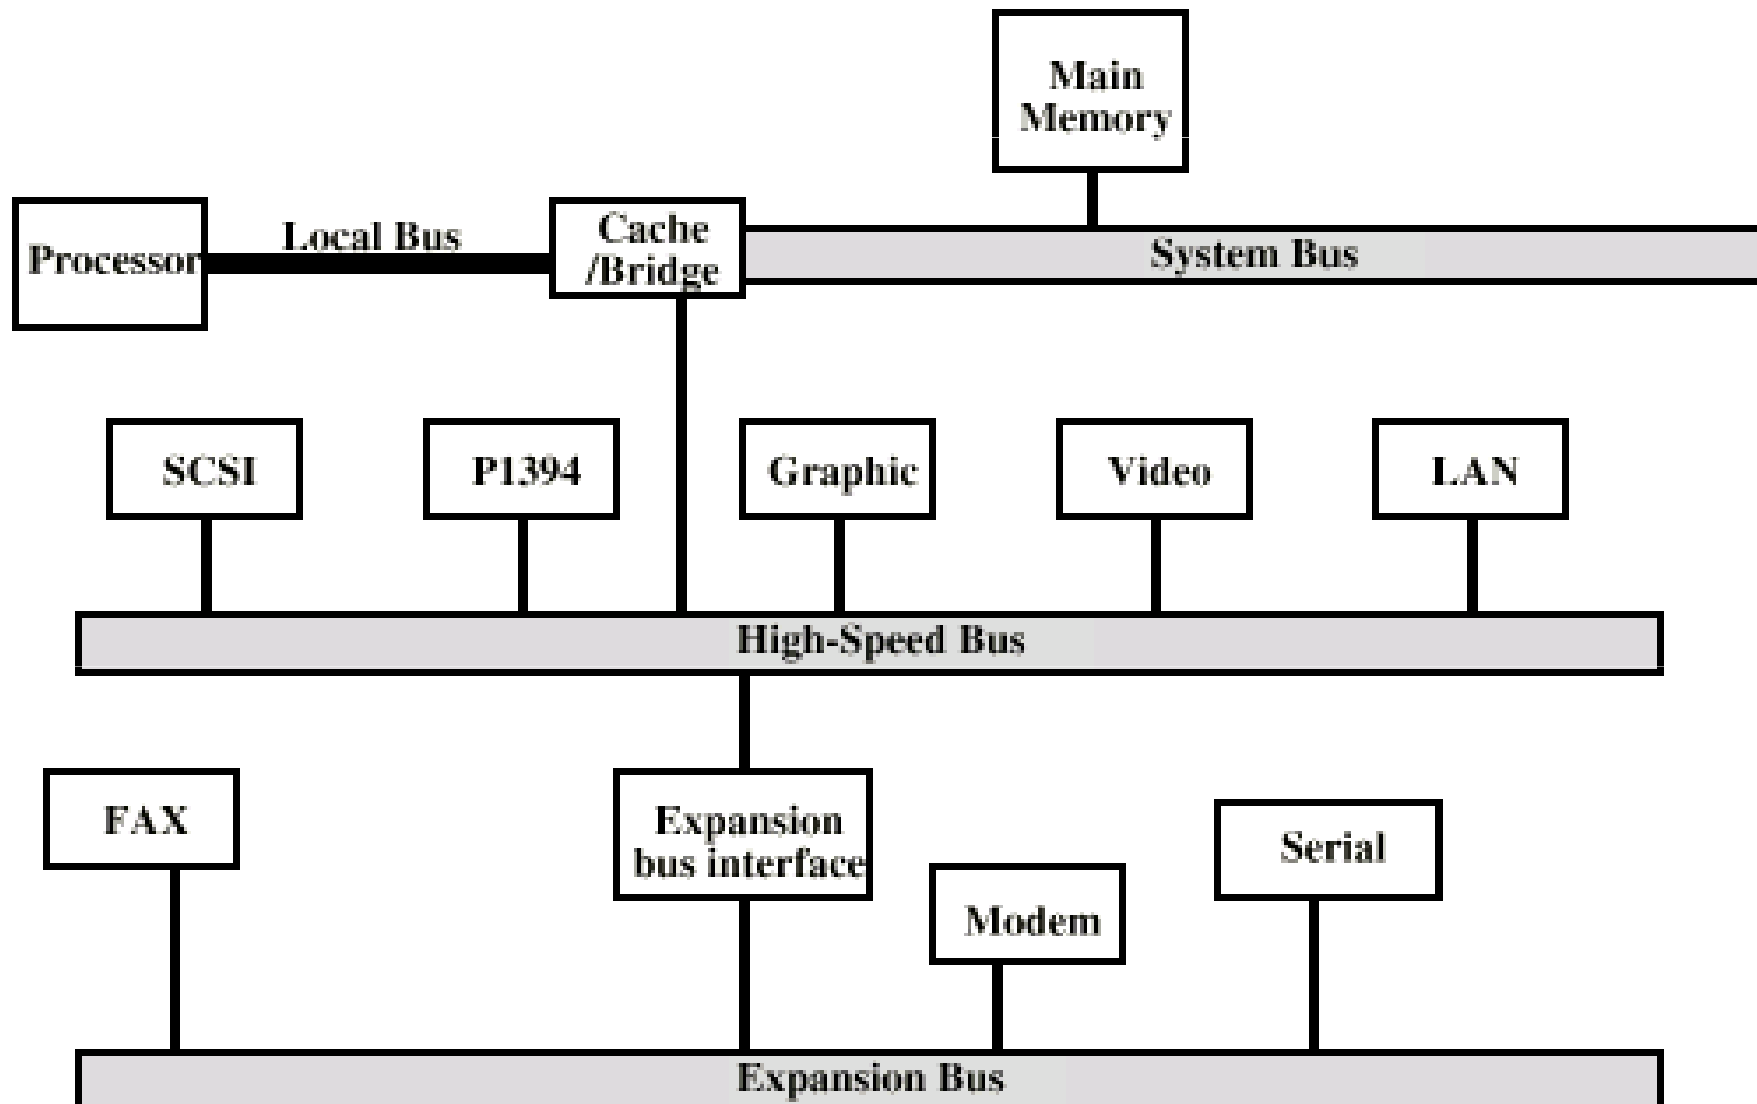 Main
Memory
Local Bus
Cache
/Bridge
System Bus
Processor
SCSI
P1394
Graphic
Video
LAN
High-Speed Bus
FAX
Expansion
bus interface
Serial
Modem
Expansion Bus